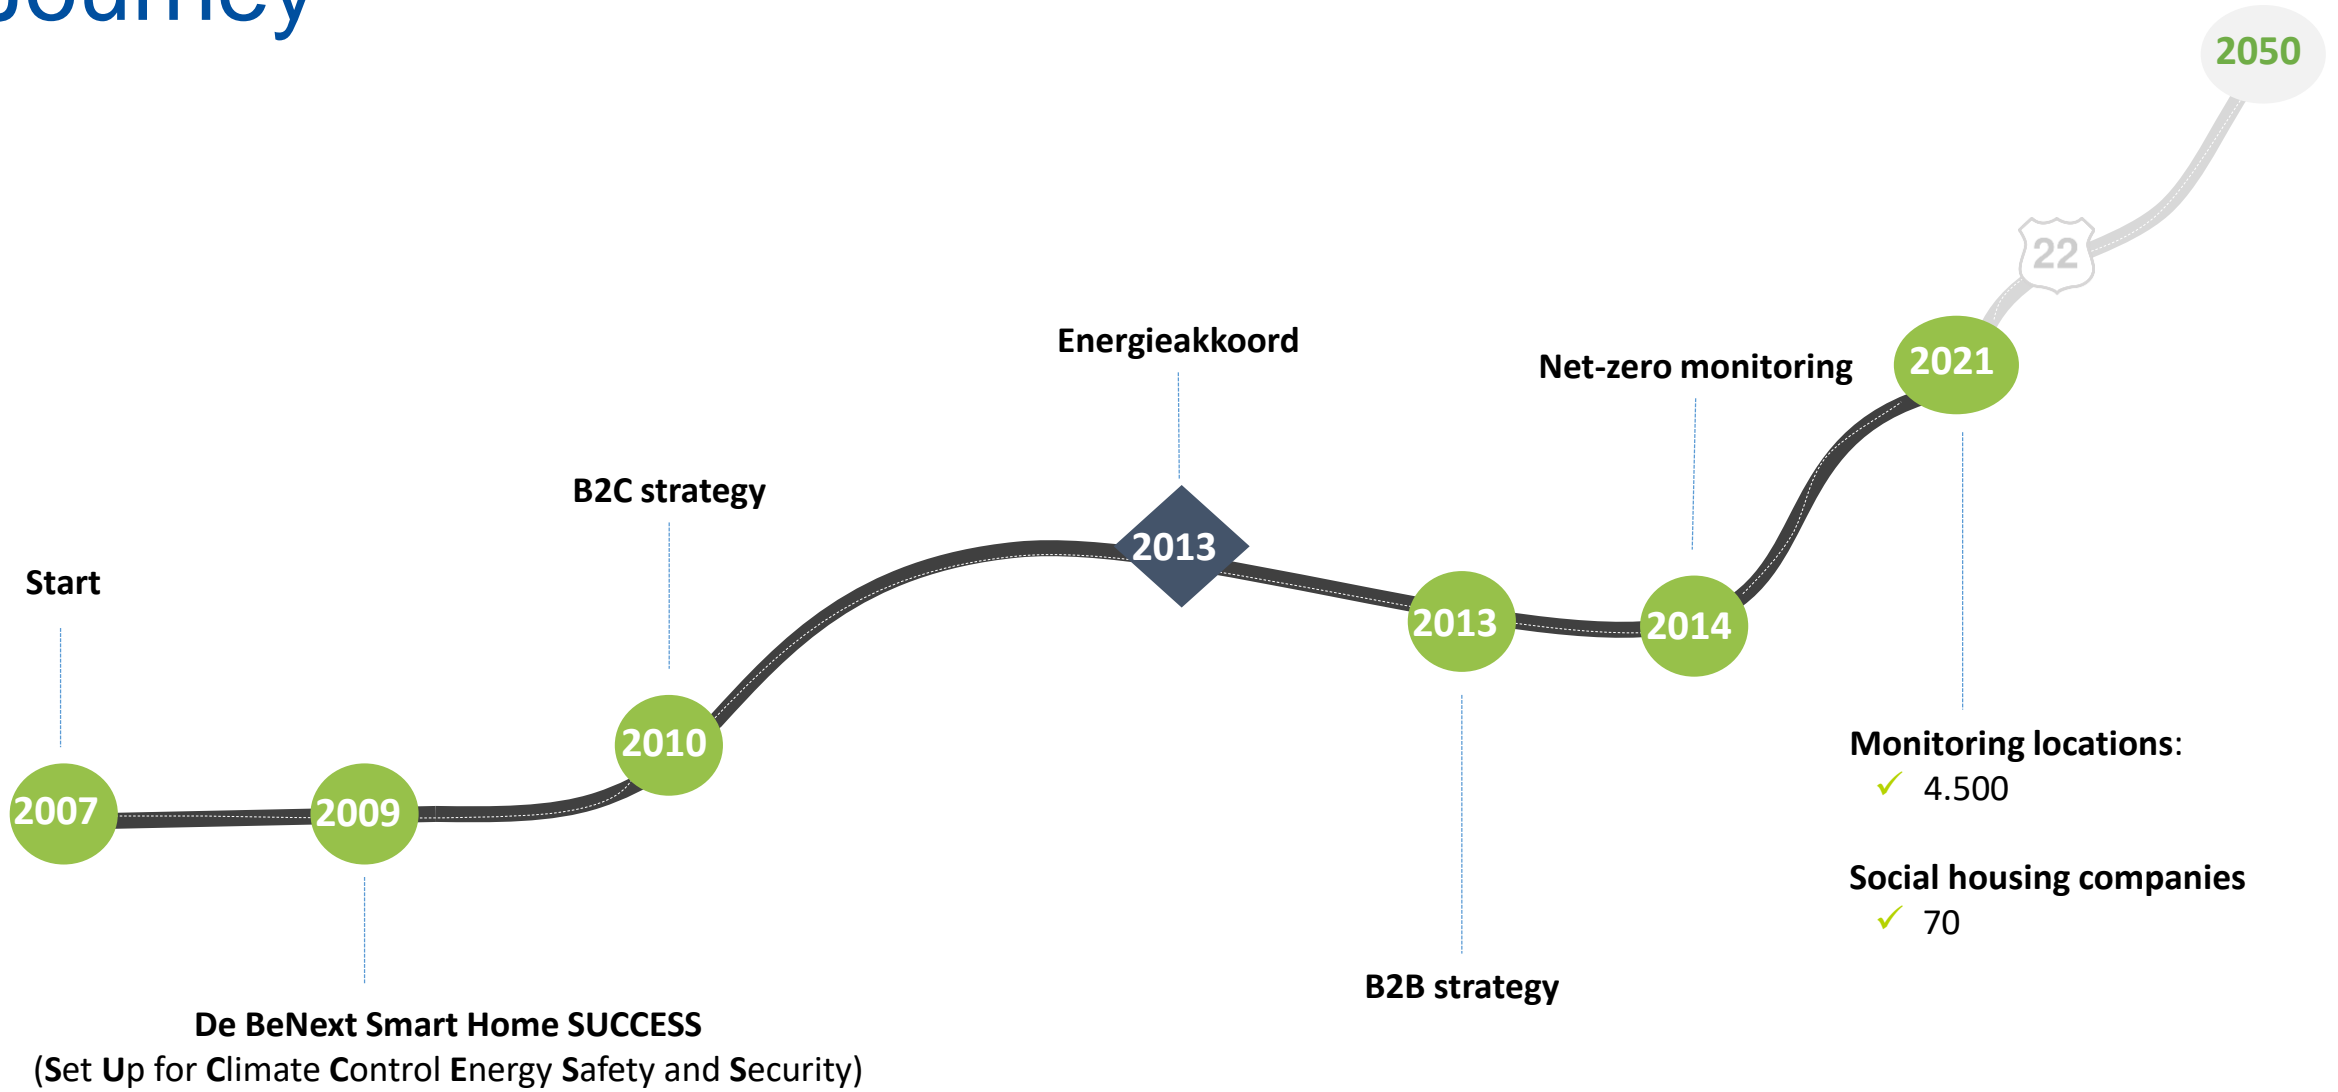 Journey
2050
22
Energieakkoord
Net-zero monitoring
2021
B2C strategy
2013
Start
2013
2014
2010
Monitoring locations:
✓ 4.500
2007
2009
Social housing companies
✓ 70
B2B strategy
De BeNext Smart Home SUCCESS
(Set Up for Climate Control Energy Safety and Security)